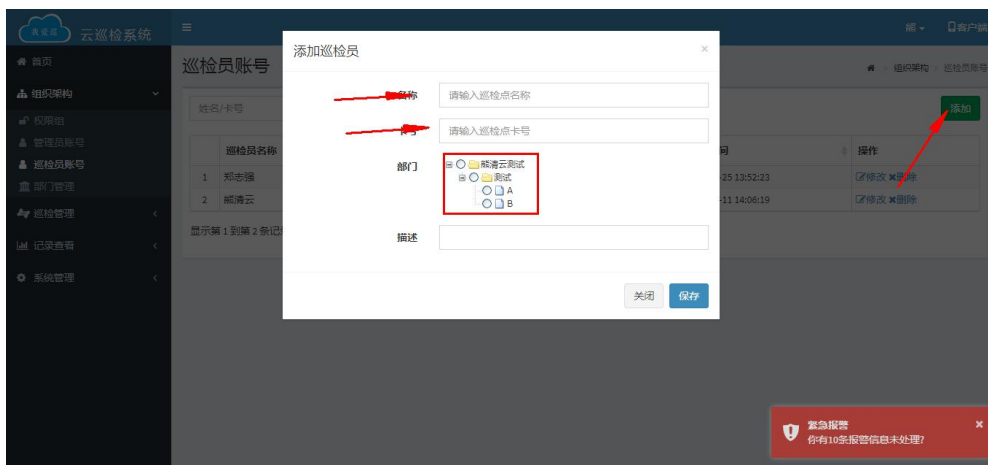 我爱巡
云巡检系统
熊
客户端
首页
组织架构
权限组
管理员账号
巡检员账号
部门管理
巡检管理
记录查看
系统管理
巡检员账号
组织架构 > 巡检员账号
姓名/卡号
添加
巡检员名称
操作
1 郑志强 -25 13:52:23 修改 删除
2 熊清云 -11 14:06:19 修改 删除
显示第 1 到第 2 条记
添加巡检员 ×
名称 请输入巡检点名称
卡号 请输入巡检点卡号
部门
熊清云测试
测试
A
B
描述
关闭 保存
紧急报警 ×
你有10条报警信息未处理?